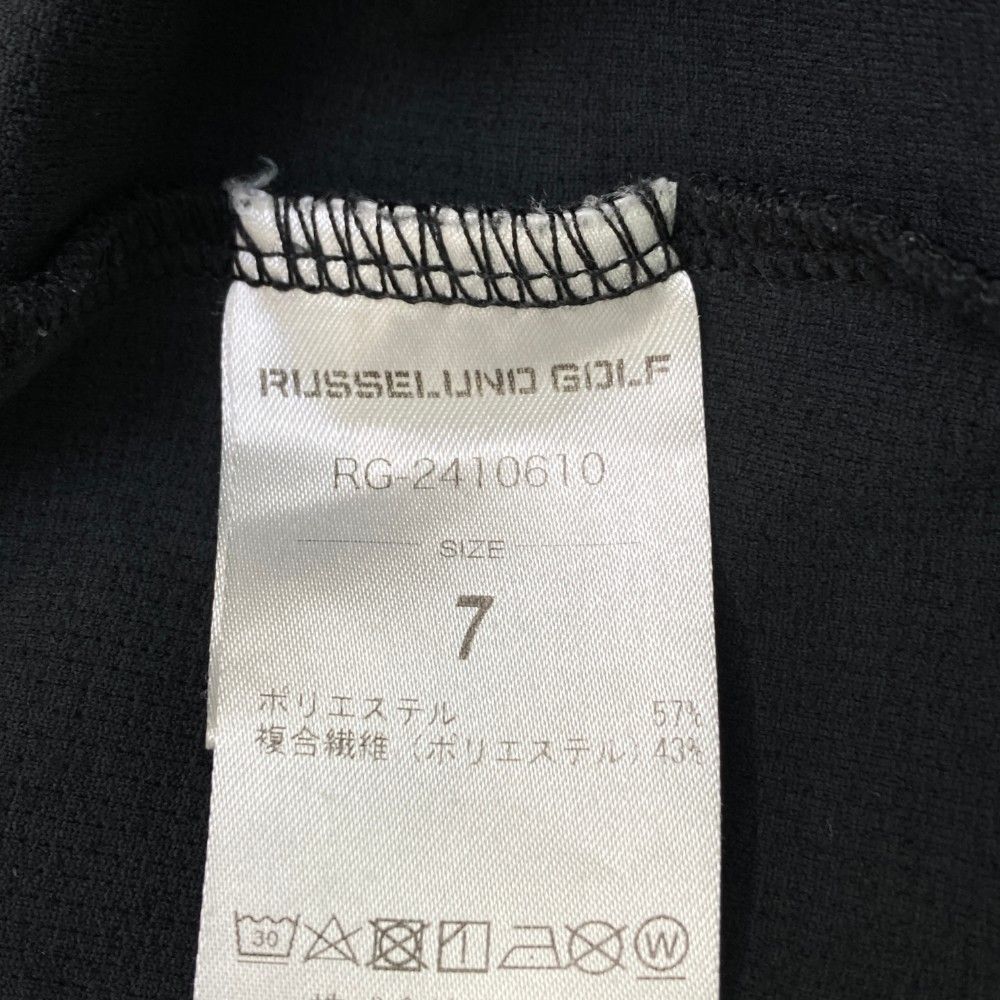 RUSSELUNO GOLF
RG-2410610
SIZE
7
ポリエステル 57%
複合繊維（ポリエステル）43%
30
W